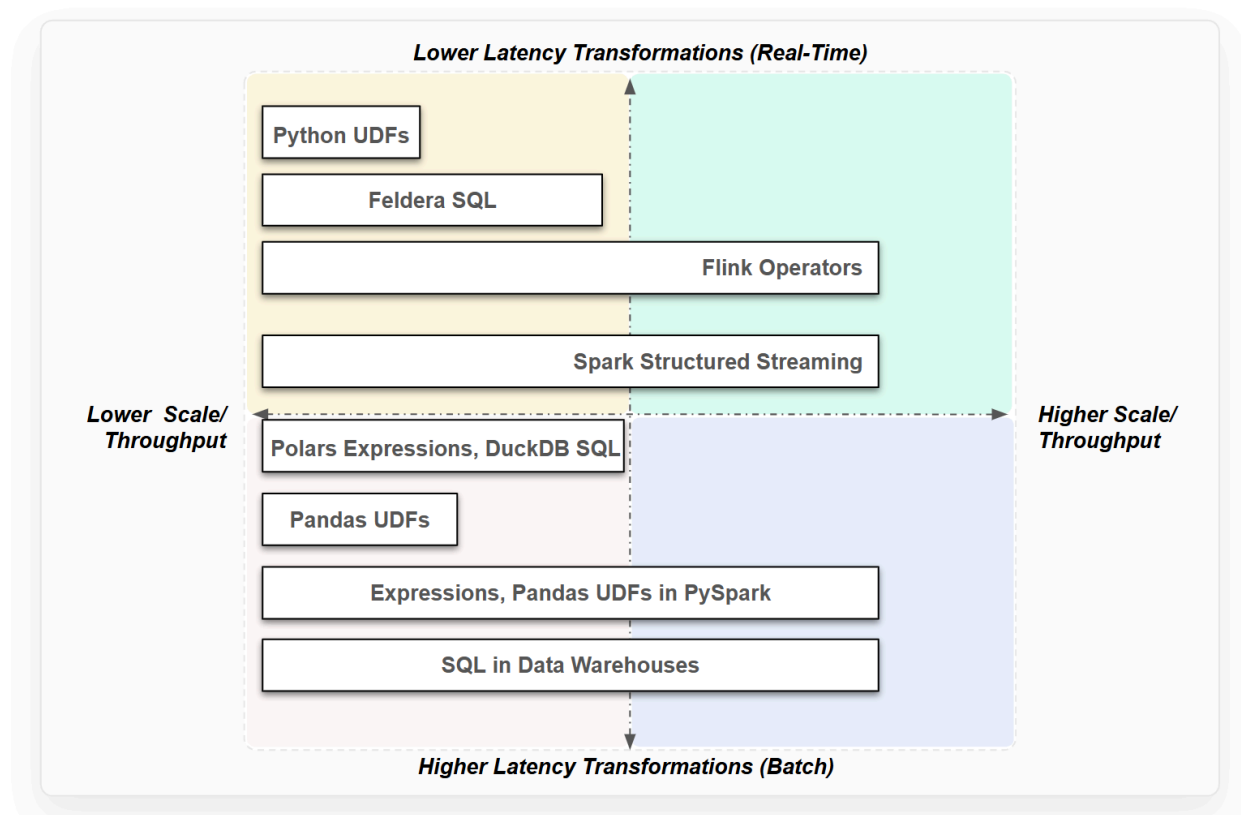 Lower Latency Transformations (Real-Time)
Python UDFs
Feldera SQL
Flink Operators
Spark Structured Streaming
Lower Scale/
Throughput
Higher Scale/
Throughput
Polars Expressions, DuckDB SQL
Pandas UDFs
Expressions, Pandas UDFs in PySpark
SQL in Data Warehouses
Higher Latency Transformations (Batch)